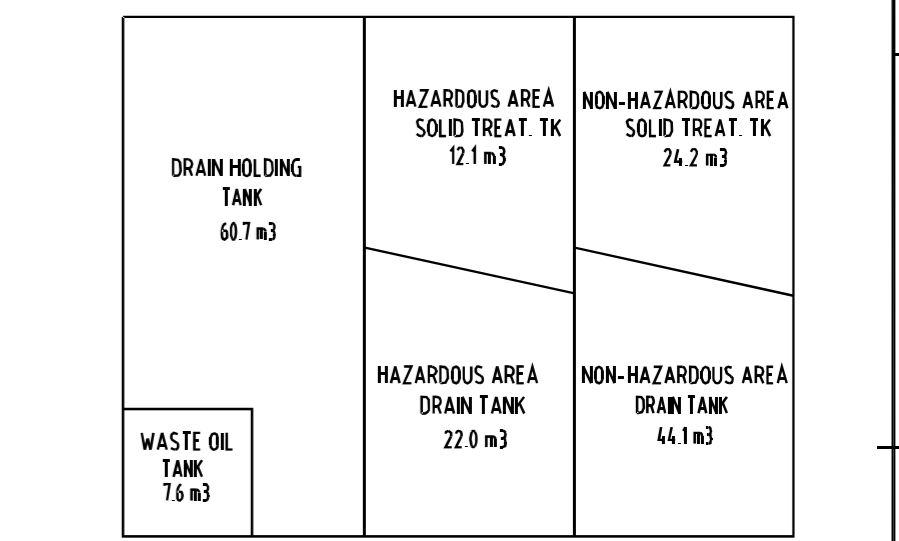 DRAIN HOLDING
TANK
60.7 m3
WASTE OIL
TANK
7.6 m3
HAZARDOUS AREA
SOLID TREAT. TK
12.1 m3
HAZARDOUS AREA
DRAIN TANK
22.0 m3
NON-HAZARDOUS AREA
SOLID TREAT. TK
24.2 m3
NON-HAZARDOUS AREA
DRAIN TANK
44.1 m3